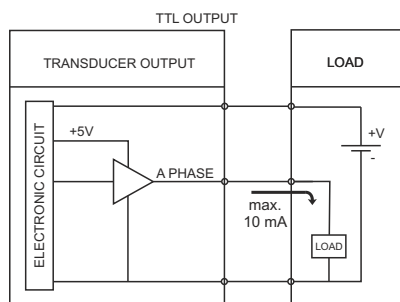 TTL OUTPUT
TRANSDUCER OUTPUT
LOAD
ELECTRONIC CIRCUIT
+5V
+V
-
A PHASE
max.
10 mA
LOAD